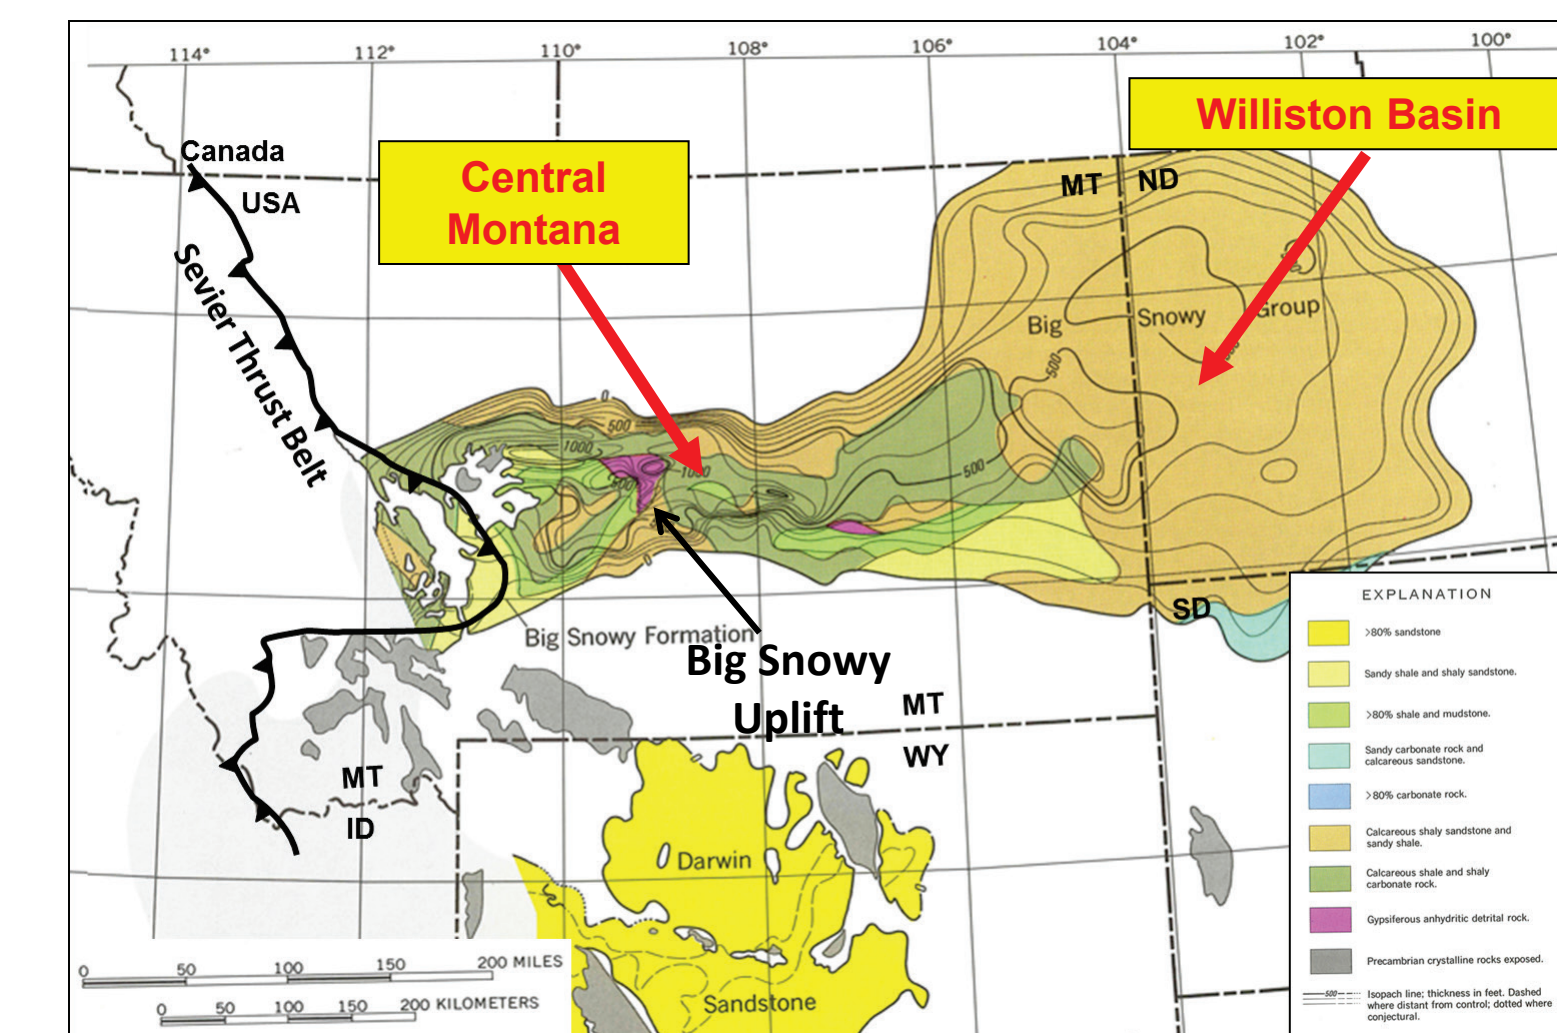 114°
112°
110°
108°
106°
104°
102°
100°
Canada
USA
Central
Montana
Williston Basin
MT
ND
Sevier Thrust Belt
Big
Snowy
Group
500
0
500
1000
1000
500
Big Snowy Formation
Big Snowy
Uplift
SD
MT
WY
MT
ID
Darwin
Sandstone
0
50
100
150
200 MILES
0
50
100
150
200 KILOMETERS
EXPLANATION
>80% sandstone
Sandy shale and shaly sandstone.
>80% shale and mudstone.
Sandy carbonate rock and
calcareous sandstone.
>80% carbonate rock.
Calcareous shaly sandstone and
sandy shale.
Calcareous shale and shaly
carbonate rock.
Gypsiferous anhydritic detrital rock.
Precambrian crystalline rocks exposed.
500
Isopach line; thickness in feet. Dashed
where distant from control; dotted where
conjectural.